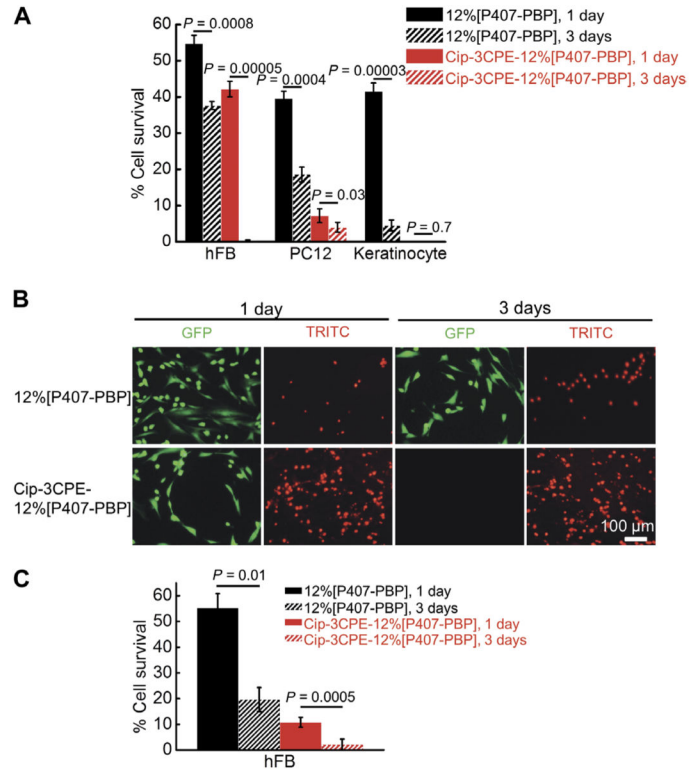 A
12%[P407-PBP], 1 day
12%[P407-PBP], 3 days
Cip-3CPE-12%[P407-PBP], 1 day
Cip-3CPE-12%[P407-PBP], 3 days
P = 0.0008
P = 0.00005
P = 0.0004
P = 0.00003
P = 0.03
P = 0.7
% Cell survival
60
50
40
30
20
10
0
hFB PC12 Keratinocyte
B
1 day 3 days
GFP TRITC GFP TRITC
12%[P407-PBP]
Cip-3CPE-
12%[P407-PBP]
100 µm
C
P = 0.01
12%[P407-PBP], 1 day
12%[P407-PBP], 3 days
Cip-3CPE-12%[P407-PBP], 1 day
Cip-3CPE-12%[P407-PBP], 3 days
P = 0.0005
% Cell survival
60
50
40
30
20
10
0
hFB